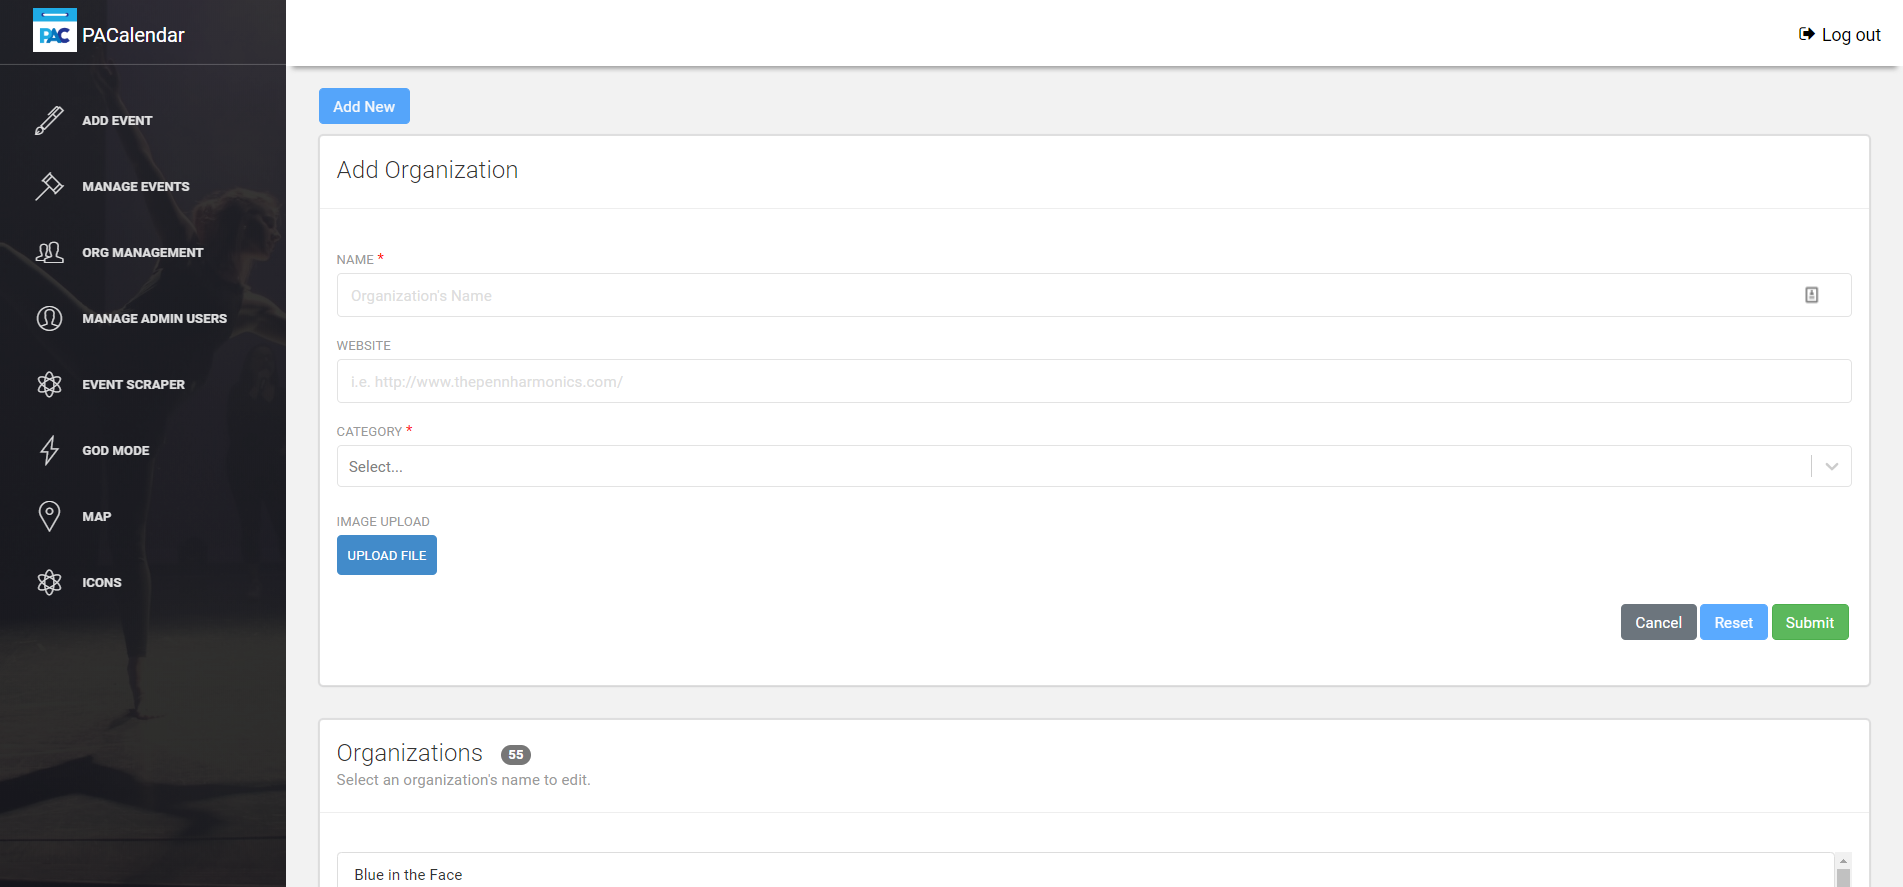 PAC PACalendar
Log out
ADD EVENT
MANAGE EVENTS
ORG MANAGEMENT
MANAGE ADMIN USERS
EVENT SCRAPER
GOD MODE
MAP
ICONS
Add New
Add Organization
NAME *
Organization's Name
WEBSITE
i.e. http://www.thepennharmonics.com/
CATEGORY *
Select...
IMAGE UPLOAD
UPLOAD FILE
Cancel Reset Submit
Organizations 55
Select an organization's name to edit.
Blue in the Face